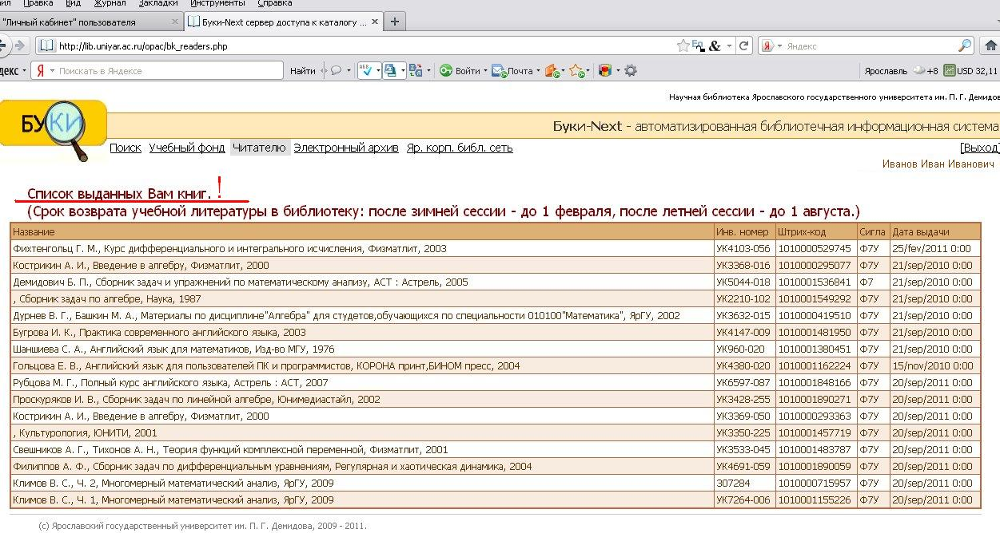 ил Правка Вид Журнал Закладки Инструменты Справка
"Личный кабинет" пользователя × Буки-Next сервер доступа к каталогу ... × +
http://lib.uniyar.ac.ru/opac/bk_readers.php Яндекс
декс Я Поискать в Яндексе Найти Войти Почта Ярославль +8 USD 32,11
Научная библиотека Ярославского государственного университета им. П. Г. Демидов
БУКИ
Буки-Next - автоматизированная библиотечная информационная система
Поиск Учебный фонд Читателю Электронный архив Яр. корп. библ. сеть [Выход]
Иванов Иван Иванович
Список выданных Вам книг. !
(Срок возврата учебной литературы в библиотеку: после зимней сессии - до 1 февраля, после летней сессии - до 1 августа.)
Название Инв. номер Штрих-код Сигла Дата выдачи
Фихтенгольц Г. М., Курс дифференциального и интегрального исчисления, Физматлит, 2003 УК4103-056 1010000529745 Ф7У 25/fev/2011 0:00
Кострикин А. И., Введение в алгебру, Физматлит, 2000 УК3368-016 1010000295077 Ф7У 21/sep/2010 0:00
Демидович Б. П., Сборник задач и упражнений по математическому анализу, АСТ : Астрель, 2005 УК5044-018 1010001536841 Ф7 21/sep/2010 0:00
, Сборник задач по алгебре, Наука, 1987 УК2210-102 1010001549292 Ф7У 21/sep/2010 0:00
Дурнев В. Г., Башкин М. А., Материалы по дисциплине"Алгебра" для студетов,обучающихся по специальности 010100"Математика", ЯрГУ, 2002 УК3632-015 1010000419510 Ф7У 21/sep/2010 0:00
Бугрова И. К., Практика современного английского языка, 2003 УК4147-009 1010001481950 Ф7У 21/sep/2010 0:00
Шаншиева С. А., Английский язык для математиков, Изд-во МГУ, 1976 УК960-020 1010001380451 Ф7У 21/sep/2010 0:00
Гольцова Е. В., Английский язык для пользователей ПК и программистов, КОРОНА принт,БИНОМ пресс, 2004 УК4380-020 1010001162224 Ф7У 15/nov/2010 0:00
Рубцова М. Г., Полный курс английского языка, Астрель : АСТ, 2007 УК6597-087 1010001848166 Ф7У 20/sep/2011 0:00
Проскуряков И. В., Сборник задач по линейной алгебре, Юнимедиастайл, 2002 УК3428-255 1010001890271 Ф7У 20/sep/2011 0:00
Кострикин А. И., Введение в алгебру, Физматлит, 2000 УК3369-050 1010000293363 Ф7У 20/sep/2011 0:00
, Культурология, ЮНИТИ, 2001 УК3350-225 1010001457719 Ф7У 20/sep/2011 0:00
Свешников А. Г., Тихонов А. Н., Теория функций комплексной переменной, Физматлит, 2001 УК3533-045 1010001483787 Ф7У 20/sep/2011 0:00
Филиппов А. Ф., Сборник задач по дифференциальным уравнениям, Регулярная и хаотическая динамика, 2004 УК4691-059 1010001890059 Ф7У 20/sep/2011 0:00
Климов В. С., Ч. 2, Многомерный математический анализ, ЯрГУ, 2009 307284 1010000715957 Ф7У 20/sep/2011 0:00
Климов В. С., Ч. 1, Многомерный математический анализ, ЯрГУ, 2009 УК7264-006 1010001155226 Ф7У 20/sep/2011 0:00
(c) Ярославский государственный университет им. П. Г. Демидова, 2009 - 2011.